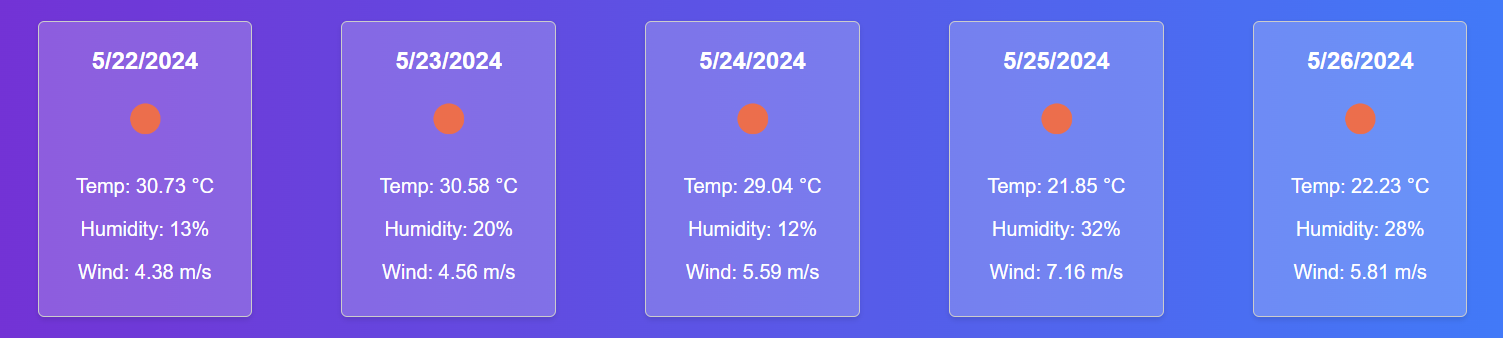 5/22/2024
Temp: 30.73 °C
Humidity: 13%
Wind: 4.38 m/s
5/23/2024
Temp: 30.58 °C
Humidity: 20%
Wind: 4.56 m/s
5/24/2024
Temp: 29.04 °C
Humidity: 12%
Wind: 5.59 m/s
5/25/2024
Temp: 21.85 °C
Humidity: 32%
Wind: 7.16 m/s
5/26/2024
Temp: 22.23 °C
Humidity: 28%
Wind: 5.81 m/s